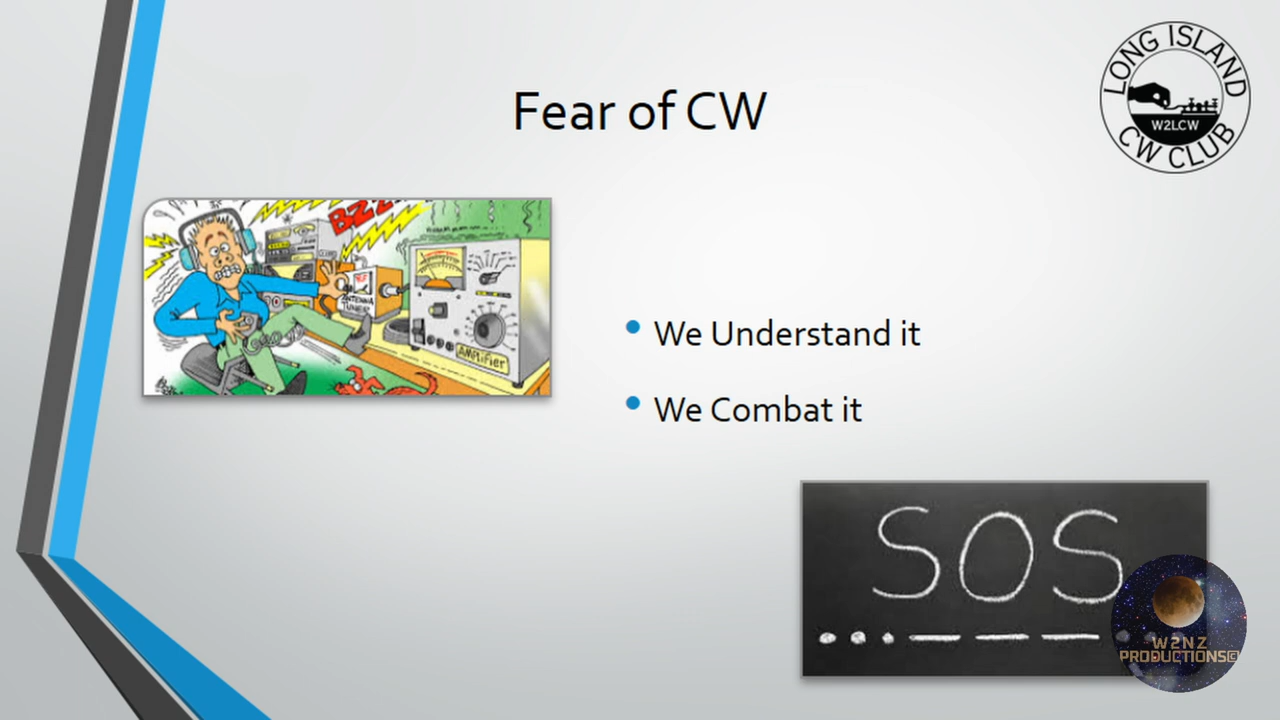 Fear of CW
LONG ISLAND
W2LCW
CW CLUB
BZZ
ANTENNA
TUNER
AMPLIFIER
We Understand it
We Combat it
SOS
W2NZ
PRODUCTIONS©